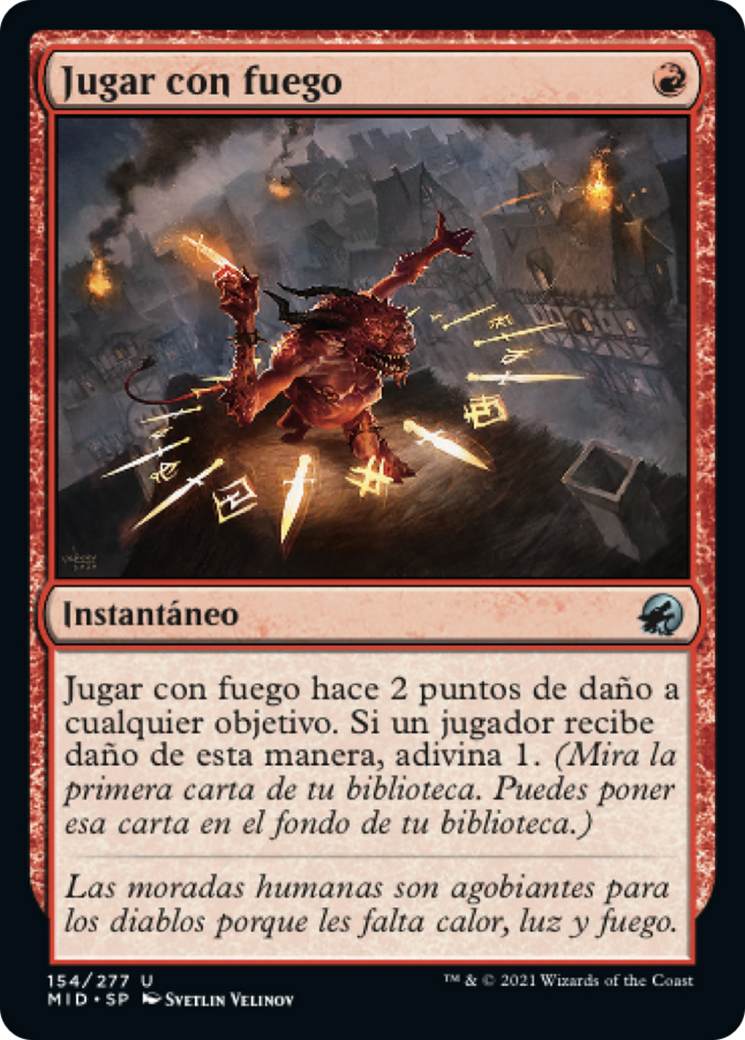 Jugar con fuego
Instantáneo
Jugar con fuego hace 2 puntos de daño a
cualquier objetivo. Si un jugador recibe
daño de esta manera, adivina 1. (Mira la
primera carta de tu biblioteca. Puedes poner
esa carta en el fondo de tu biblioteca.)
Las moradas humanas son agobiantes para
los diablos porque les falta calor, luz y fuego.
154/277 U
MID • SP Svetlin Velinov
™ & © 2021 Wizards of the Coast